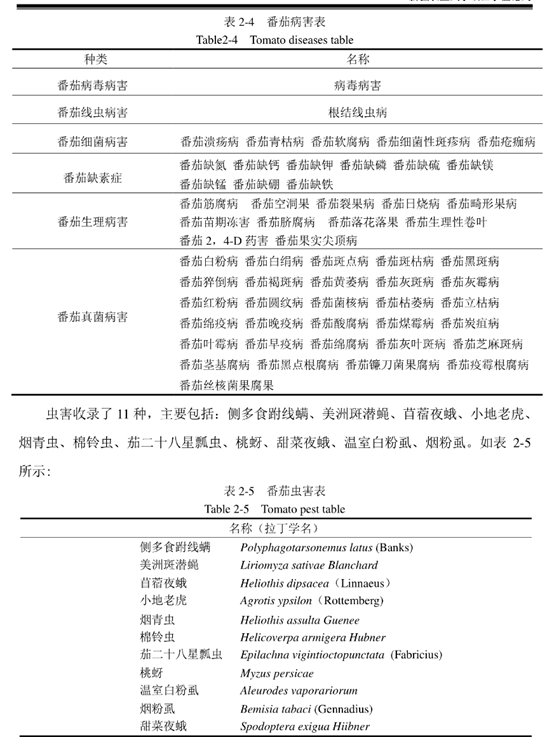 表 2-4 番茄病害表
Table2-4 Tomato diseases table
种类 名称
番茄病毒病害 病毒病害
番茄线虫病害 根结线虫病
番茄细菌病害 番茄溃疡病 番茄青枯病 番茄软腐病 番茄细菌性斑疹病 番茄疮痂病
番茄缺素症 番茄缺氮 番茄缺钙 番茄缺钾 番茄缺磷 番茄缺硫 番茄缺镁
番茄缺锰 番茄缺硼 番茄缺铁
番茄生理病害 番茄筋腐病 番茄空洞果 番茄裂果病 番茄日烧病 番茄畸形果病
番茄苗期冻害 番茄脐腐病 番茄落花落果 番茄生理性卷叶
番茄 2，4-D 药害 番茄果实尖顶病
番茄真菌病害 番茄白粉病 番茄白绢病 番茄斑点病 番茄斑枯病 番茄黑斑病
番茄猝倒病 番茄褐斑病 番茄黄萎病 番茄灰斑病 番茄灰霉病
番茄红粉病 番茄圆纹病 番茄菌核病 番茄枯萎病 番茄立枯病
番茄绵疫病 番茄晚疫病 番茄酸腐病 番茄煤霉病 番茄炭疽病
番茄叶霉病 番茄早疫病 番茄绵腐病 番茄灰叶斑病 番茄芝麻斑病
番茄茎基腐病 番茄黑点根腐病 番茄镰刀菌果腐病 番茄疫霉根腐病
番茄丝核菌果腐果
虫害收录了 11 种，主要包括：侧多食跗线螨、美洲斑潜蝇、苜蓿夜蛾、小地老虎、
烟青虫、棉铃虫、茄二十八星瓢虫、桃蚜、甜菜夜蛾、温室白粉虱、烟粉虱。如表 2-5
所示：
表 2-5 番茄虫害表
Table 2-5 Tomato pest table
名称（拉丁学名）
侧多食跗线螨 Polyphagotarsonemus latus (Banks)
美洲斑潜蝇 Liriomyza sativae Blanchard
苜蓿夜蛾 Heliothis dipsacea（Linnaeus）
小地老虎 Agrotis ypsilon（Rottemberg)
烟青虫 Heliothis assulta Guenee
棉铃虫 Helicoverpa armigera Hubner
茄二十八星瓢虫 Epilachna vigintioctopunctata (Fabricius)
桃蚜 Myzus persicae
温室白粉虱 Aleurodes vaporariorum
烟粉虱 Bemisia tabaci (Gennadius)
甜菜夜蛾 Spodoptera exigua Hiibner